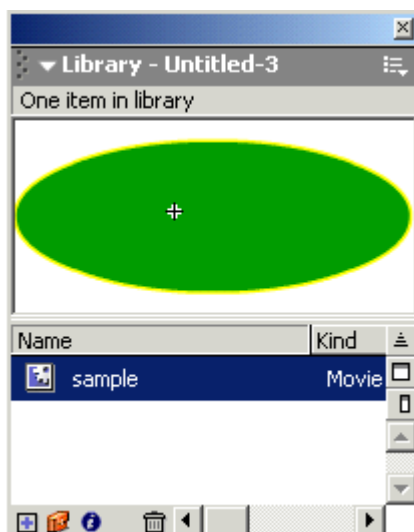 Library - Untitled-3
One item in library
Name Kind
sample Movie